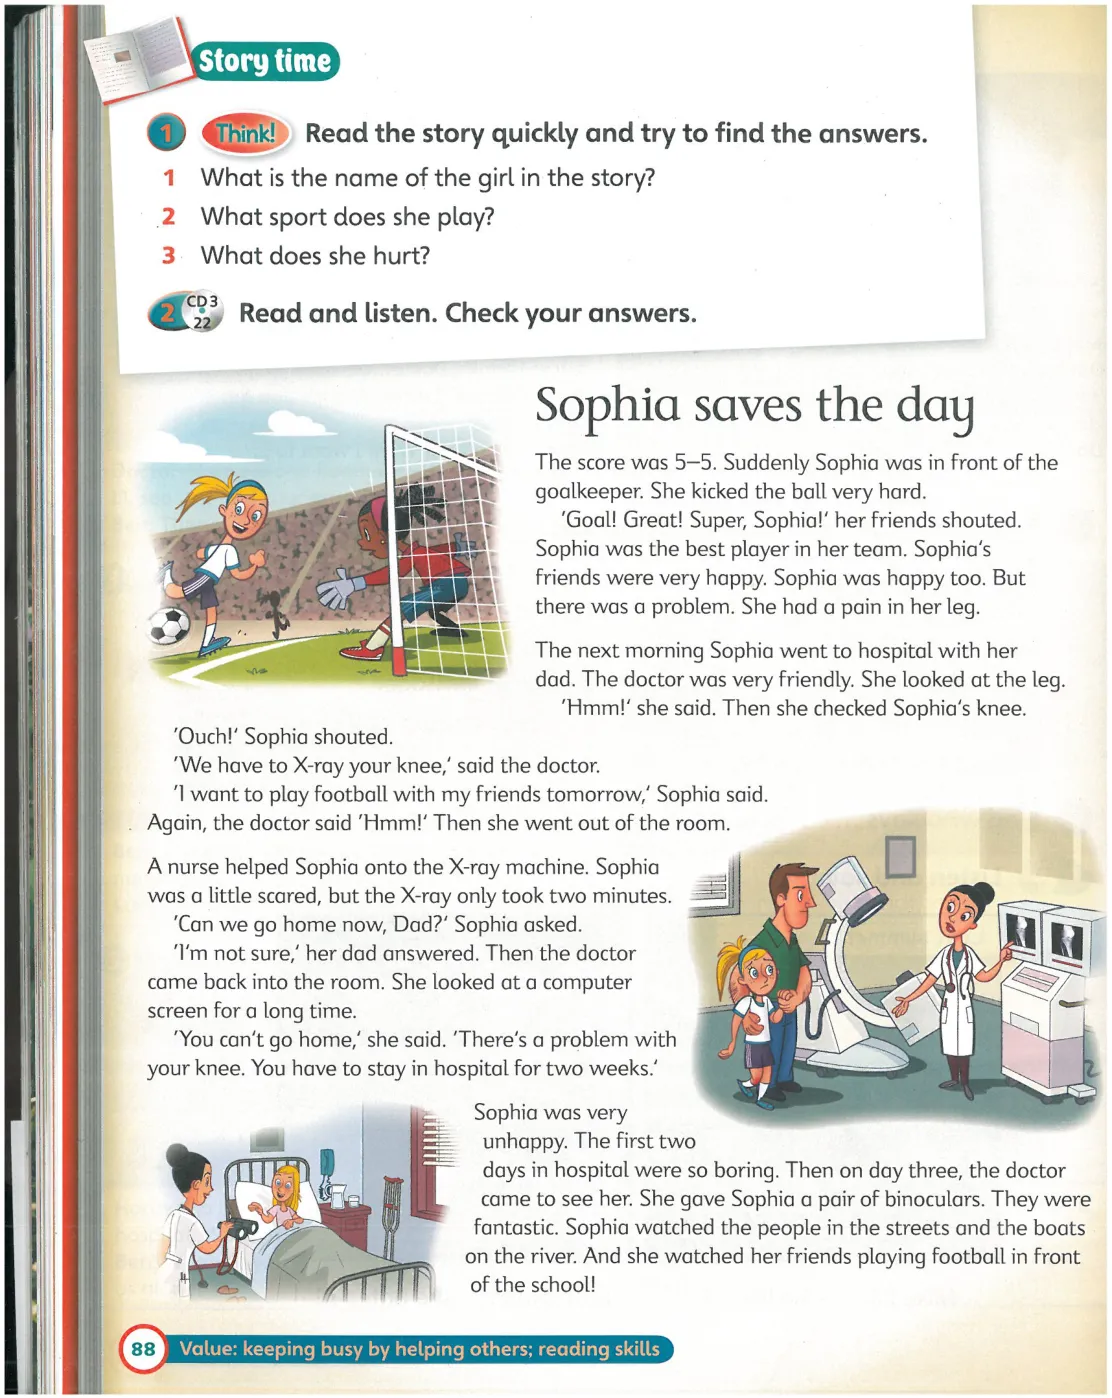 Story time
1 Think! Read the story quickly and try to find the answers.
1 What is the name of the girl in the story?
2 What sport does she play?
3 What does she hurt?
2 CD3 22 Read and listen. Check your answers.
Sophia saves the day
The score was 5–5. Suddenly Sophia was in front of the
goalkeeper. She kicked the ball very hard.
'Goal! Great! Super, Sophia!' her friends shouted.
Sophia was the best player in her team. Sophia's
friends were very happy. Sophia was happy too. But
there was a problem. She had a pain in her leg.
The next morning Sophia went to hospital with her
dad. The doctor was very friendly. She looked at the leg.
'Hmm!' she said. Then she checked Sophia's knee.
'Ouch!' Sophia shouted.
'We have to X-ray your knee,' said the doctor.
'I want to play football with my friends tomorrow,' Sophia said.
Again, the doctor said 'Hmm!' Then she went out of the room.
A nurse helped Sophia onto the X-ray machine. Sophia
was a little scared, but the X-ray only took two minutes.
'Can we go home now, Dad?' Sophia asked.
'I'm not sure,' her dad answered. Then the doctor
came back into the room. She looked at a computer
screen for a long time.
'You can't go home,' she said. 'There's a problem with
your knee. You have to stay in hospital for two weeks.'
Sophia was very
unhappy. The first two
days in hospital were so boring. Then on day three, the doctor
came to see her. She gave Sophia a pair of binoculars. They were
fantastic. Sophia watched the people in the streets and the boats
on the river. And she watched her friends playing football in front
of the school!
88 Value: keeping busy by helping others; reading skills